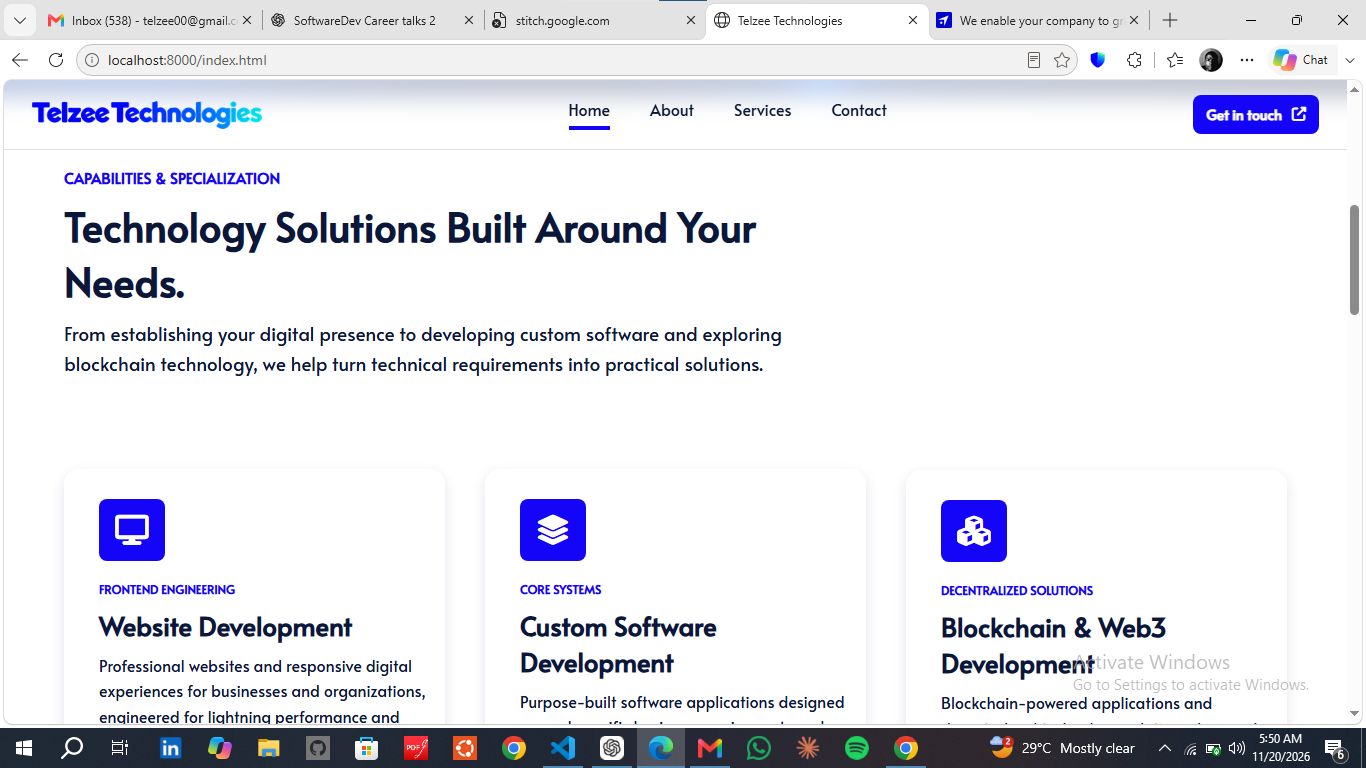 Inbox (538) - telzee00@gmail.c
SoftwareDev Career talks 2
stitch.google.com
Telzee Technologies
We enable your company to gr
localhost:8000/index.html
Chat
Telzee Technologies
Home
About
Services
Contact
Get in touch
CAPABILITIES & SPECIALIZATION
Technology Solutions Built Around Your
Needs.
From establishing your digital presence to developing custom software and exploring
blockchain technology, we help turn technical requirements into practical solutions.
FRONTEND ENGINEERING
Website Development
Professional websites and responsive digital
experiences for businesses and organizations,
engineered for lightning performance and
CORE SYSTEMS
Custom Software
Development
Purpose-built software applications designed
DECENTRALIZED SOLUTIONS
Blockchain & Web3
Development
Blockchain-powered applications and
Activate Windows
Go to Settings to activate Windows.
PDF
2
29°C Mostly clear
5:50 AM
11/20/2026
6